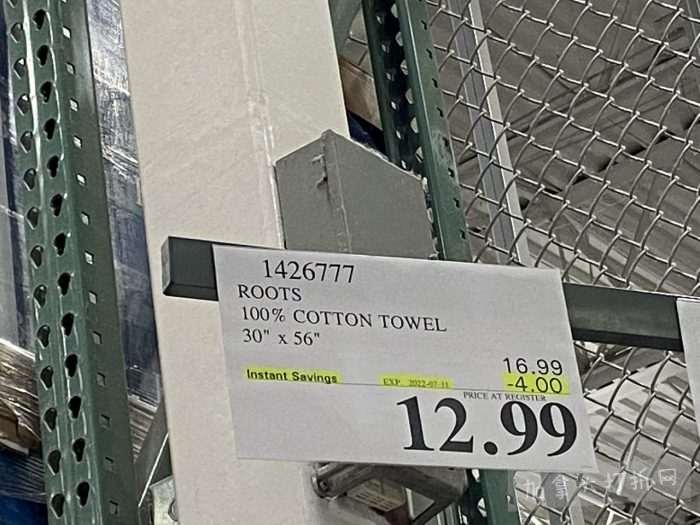 1426777
ROOTS
100% COTTON TOWEL
30" x 56"
16.99
Instant Savings EXP. 2022-07-11 -4.00
PRICE AT REGISTER
12.99